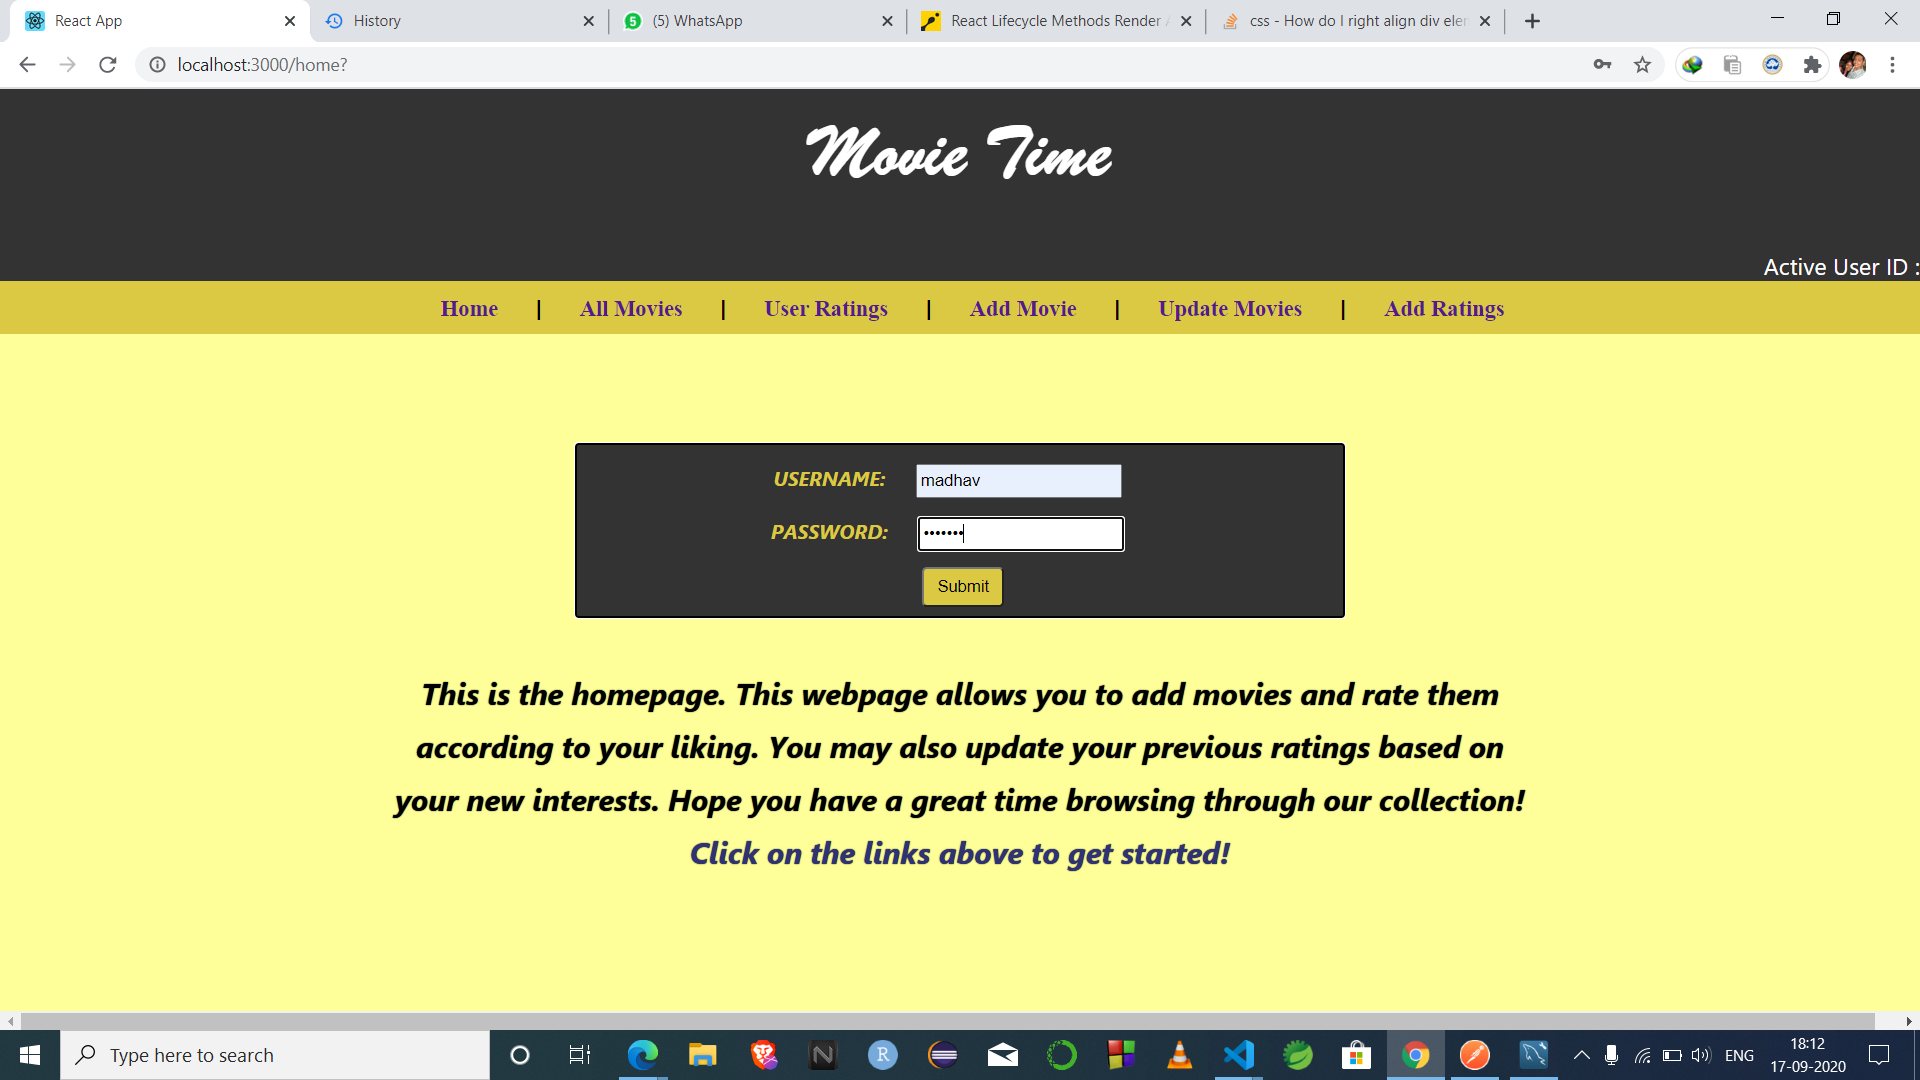 React App
History
(5) WhatsApp
React Lifecycle Methods Render
css - How do I right align div
localhost:3000/home?
Movie Time
Active User ID :
Home | All Movies | User Ratings | Add Movie | Update Movies | Add Ratings
USERNAME: madhav
PASSWORD: •••••••
Submit
This is the homepage. This webpage allows you to add movies and rate them
according to your liking. You may also update your previous ratings based on
your new interests. Hope you have a great time browsing through our collection!
Click on the links above to get started!
Type here to search
ENG
18:12
17-09-2020